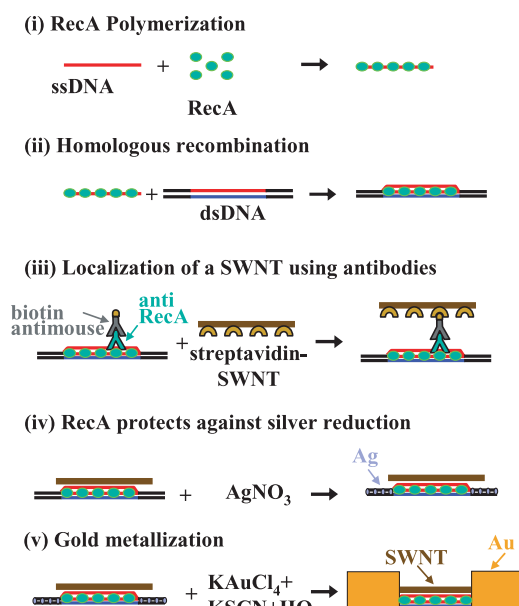 (i) RecA Polymerization
+
ssDNA
RecA
(ii) Homologous recombination
+
dsDNA
(iii) Localization of a SWNT using antibodies
biotin
antimouse
anti
RecA
+
streptavidin-
SWNT
(iv) RecA protects against silver reduction
Ag
+ AgNO₃
(v) Gold metallization
Au
SWNT
+ KAuCl₄+